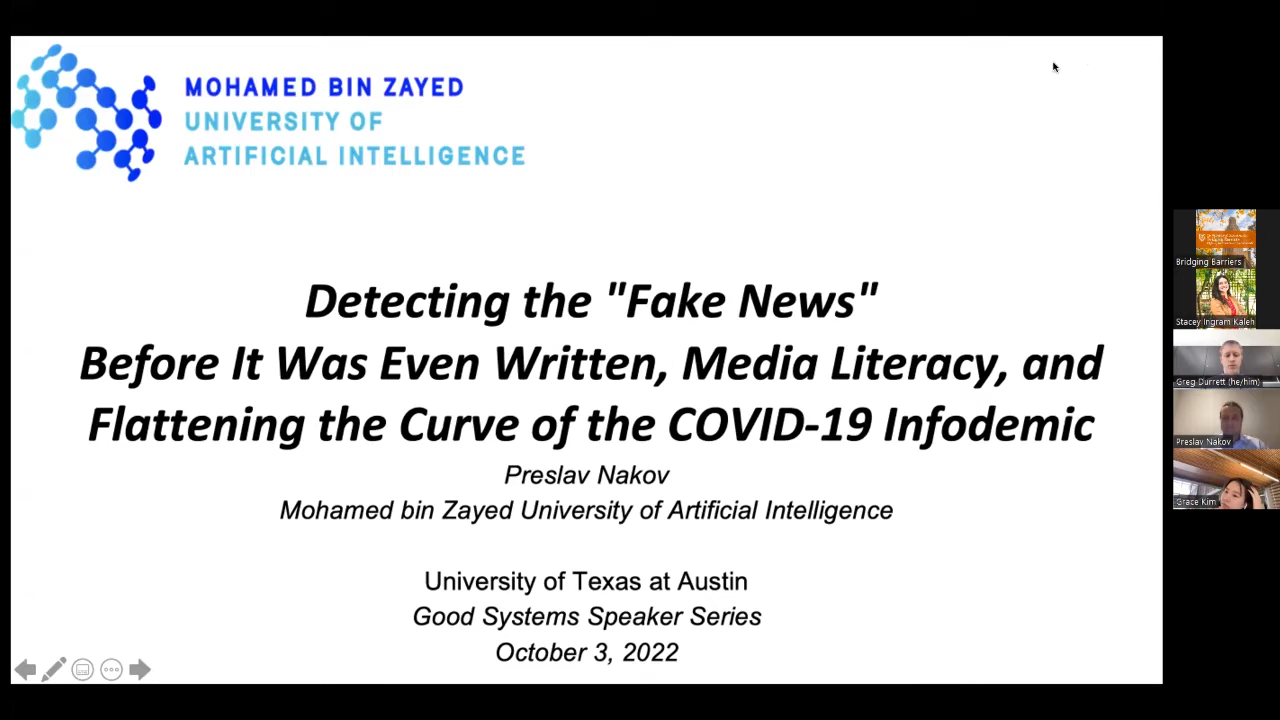 MOHAMED BIN ZAYED
UNIVERSITY OF
ARTIFICIAL INTELLIGENCE
Detecting the "Fake News"
Before It Was Even Written, Media Literacy, and
Flattening the Curve of the COVID-19 Infodemic
Preslav Nakov
Mohamed bin Zayed University of Artificial Intelligence
University of Texas at Austin
Good Systems Speaker Series
October 3, 2022
Bridging Barriers
Stacey Ingram Kaleh
Greg Durrett (he/him)
Preslav Nakov
Grace Kim